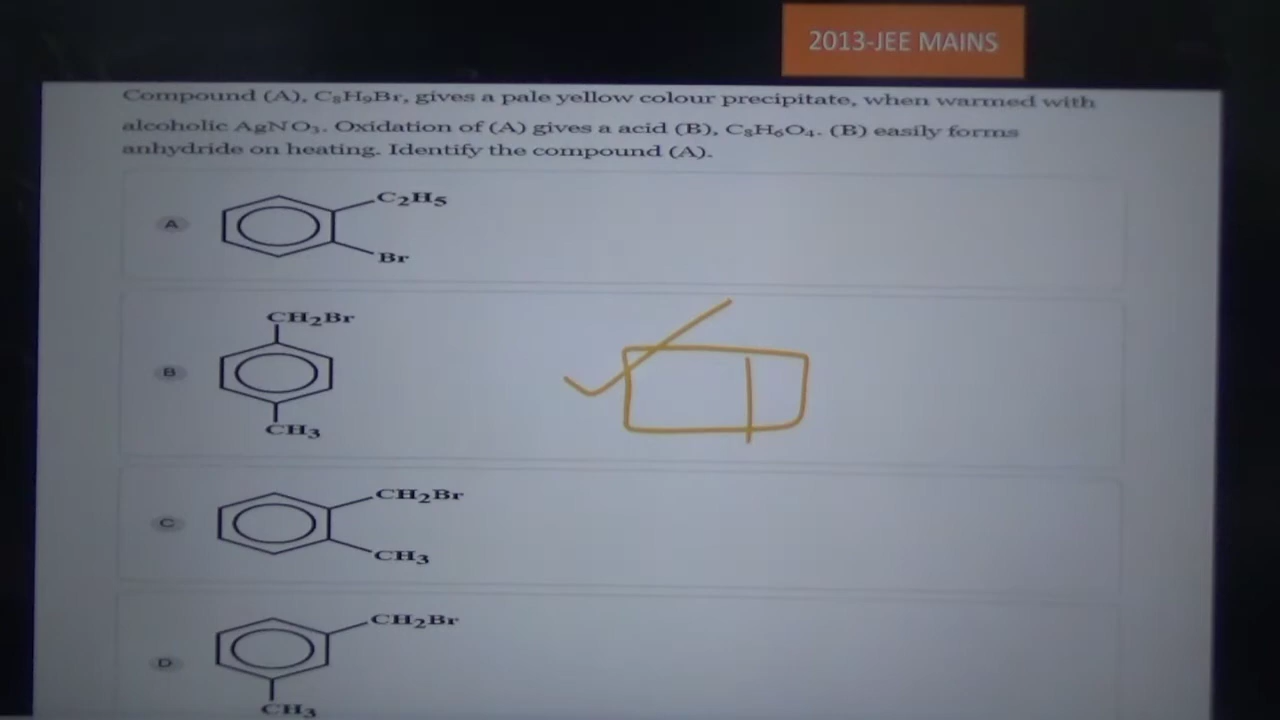 2013-JEE MAINS
Compound (A), C₈H₉Br, gives a pale yellow colour precipitate, when warmed with
alcoholic AgNO₃. Oxidation of (A) gives a acid (B), C₈H₆O₄. (B) easily forms
anhydride on heating. Identify the compound (A).
A
C₂H₅
Br
B
CH₂Br
CH₃
C
CH₂Br
CH₃
D
CH₂Br
CH₃